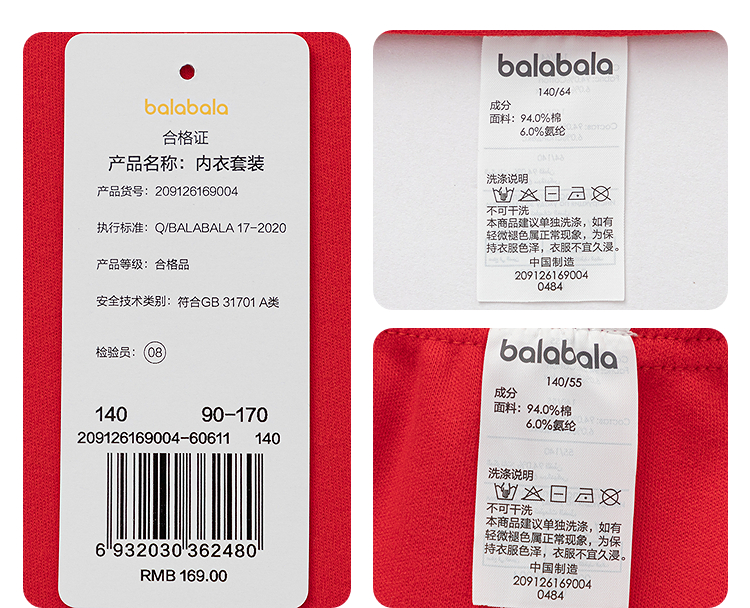 balabala
合格证
产品名称：内衣套装
产品货号：209126169004
执行标准：Q/BALABALA 17-2020
产品等级：合格品
安全技术类别：符合GB 31701 A类
检验员：08
140 90-170
209126169004-60611 140
6 932030 362480
RMB 169.00
balabala
140/64
成分
面料：94.0%棉
6.0%氨纶
洗涤说明
不可干洗
本商品建议单独洗涤，如有
轻微褪色属正常现象，为保
持衣服色泽，衣服不宜久浸。
中国制造
209126169004
0484
balabala
140/55
成分
面料：94.0%棉
6.0%氨纶
洗涤说明
不可干洗
本商品建议单独洗涤，如有
轻微褪色属正常现象，为保
持衣服色泽，衣服不宜久浸。
中国制造
209126169004
0484